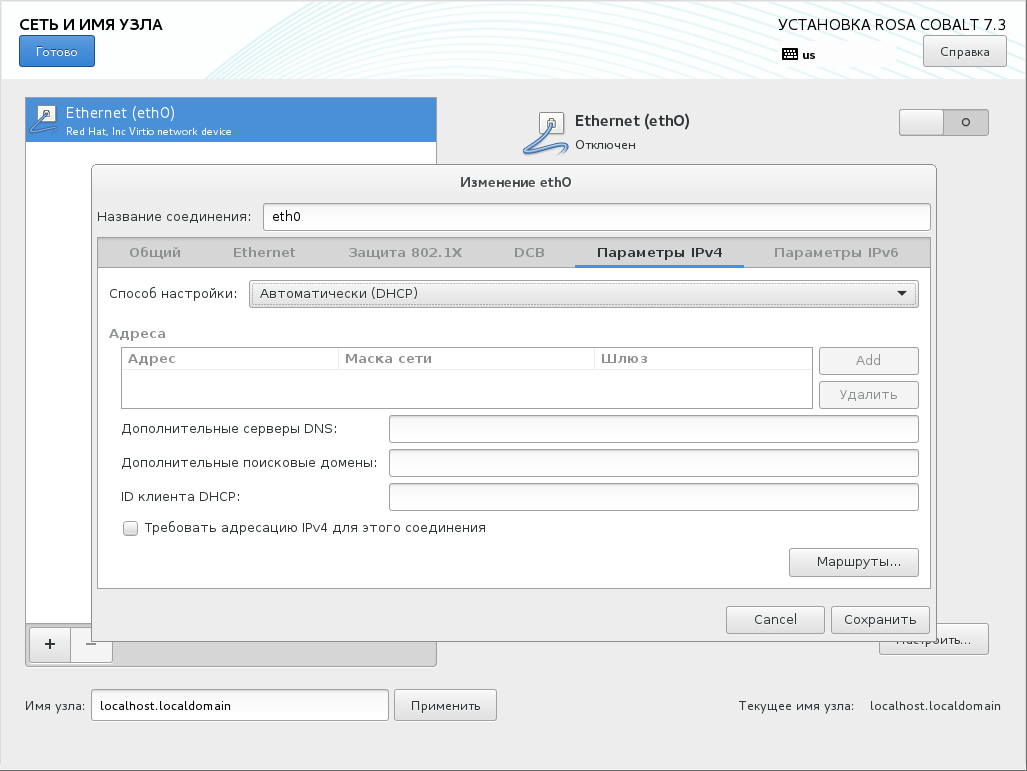 СЕТЬ И ИМЯ УЗЛА
УСТАНОВКА ROSA COBALT 7.3
Готово
us
Справка
Ethernet (eth0)
Red Hat, Inc Virtio network device
Ethernet (eth0)
Отключен
O
Изменение eth0
Название соединения: eth0
Общий Ethernet Защита 802.1X DCB Параметры IPv4 Параметры IPv6
Способ настройки: Автоматически (DHCP)
Адреса
Адрес Маска сети Шлюз
Add
Удалить
Дополнительные серверы DNS:
Дополнительные поисковые домены:
ID клиента DHCP:
Требовать адресацию IPv4 для этого соединения
Маршруты...
Cancel Сохранить
+ −
Настроить...
Имя узла: localhost.localdomain Применить Текущее имя узла: localhost.localdomain